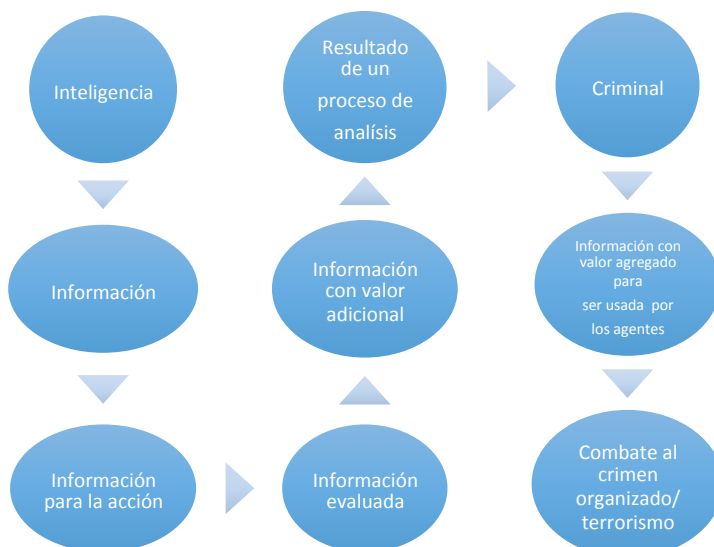 Inteligencia
Información
Información
para la acción
Información
evaluada
Información
con valor
adicional
Resultado
de un
proceso de
analísis
Criminal
Información con
valor agregado
para
ser usada por
los agentes
Combate al
crimen
organizado/
terrorismo